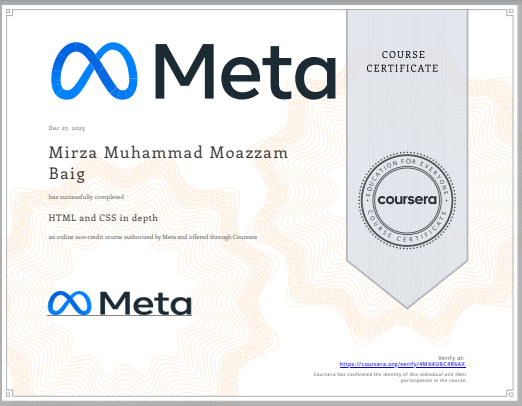 Meta
COURSE
CERTIFICATE
Dec 27, 2023
Mirza Muhammad Moazzam
Baig
has successfully completed
HTML and CSS in depth
an online non-credit course authorized by Meta and offered through Coursera
EDUCATION FOR EVERYONE
coursera
COURSE CERTIFICATE
Meta
Verify at:
https://coursera.org/verify/4MX4UBC4R6AX
Coursera has confirmed the identity of this individual and their
participation in the course.